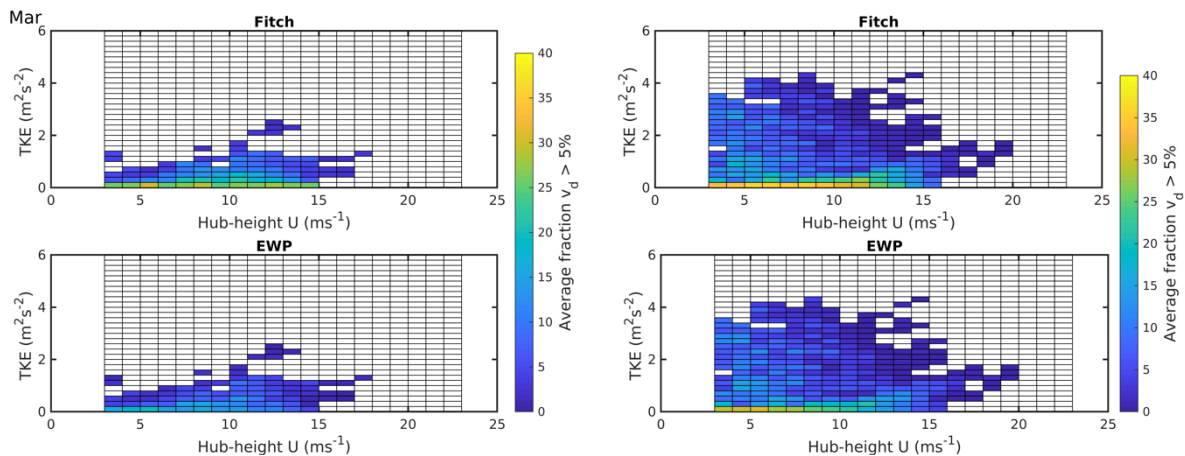 Mar
Fitch
6
4
2
0
TKE (m²s⁻²)
0 5 10 15 20 25
Hub-height U (ms⁻¹)
EWP
6
4
2
0
TKE (m²s⁻²)
0 5 10 15 20 25
Hub-height U (ms⁻¹)
40
35
30
25
20
15
10
5
0
Average fraction v_d > 5%
Fitch
6
4
2
0
TKE (m²s⁻²)
0 5 10 15 20 25
Hub-height U (ms⁻¹)
EWP
6
4
2
0
TKE (m²s⁻²)
0 5 10 15 20 25
Hub-height U (ms⁻¹)
40
35
30
25
20
15
10
5
0
Average fraction v_d > 5%